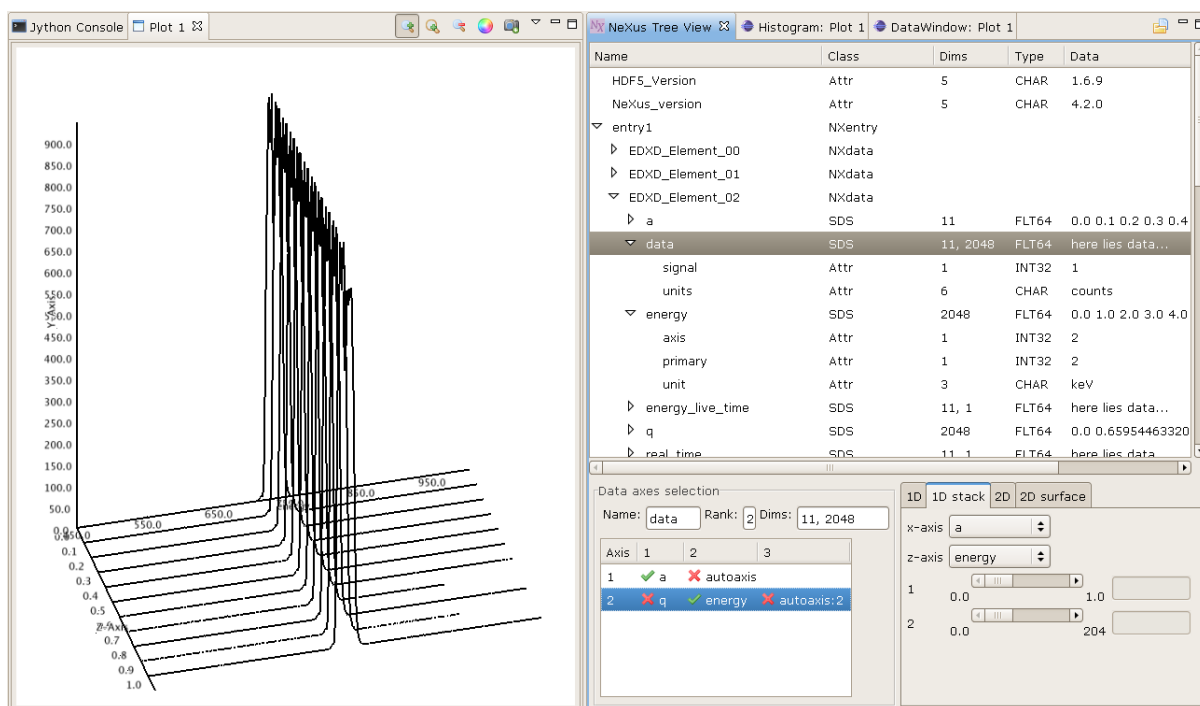 Jython Console Plot 1
900.0
850.0
800.0
750.0
700.0
650.0
600.0
550.0
500.0
450.0
400.0
350.0
300.0
250.0
200.0
150.0
100.0
50.0
0.0
Y-Axis
550.0
650.0
850.0
950.0
0.1
0.2
0.3
0.4
0.5
Z-Axis
0.7
0.8
0.9
1.0
NeXus Tree View Histogram: Plot 1 DataWindow: Plot 1
Name Class Dims Type Data
HDF5_Version Attr 5 CHAR 1.6.9
NeXus_version Attr 5 CHAR 4.2.0
entry1 NXentry
EDXD_Element_00 NXdata
EDXD_Element_01 NXdata
EDXD_Element_02 NXdata
a SDS 11 FLT64 0.0 0.1 0.2 0.3 0.4
data SDS 11, 2048 FLT64 here lies data...
signal Attr 1 INT32 1
units Attr 6 CHAR counts
energy SDS 2048 FLT64 0.0 1.0 2.0 3.0 4.0
axis Attr 1 INT32 2
primary Attr 1 INT32 2
unit Attr 3 CHAR keV
energy_live_time SDS 11, 1 FLT64 here lies data...
q SDS 2048 FLT64 0.0 0.65954463320
real_time SDS 11, 1 FLT64 here lies data
Data axes selection
Name: data Rank: 2 Dims: 11, 2048
Axis 1 2 3
1 a autoaxis
2 q energy autoaxis:2
1D 1D stack 2D 2D surface
x-axis a
z-axis energy
1 0.0 1.0
2 0.0 204